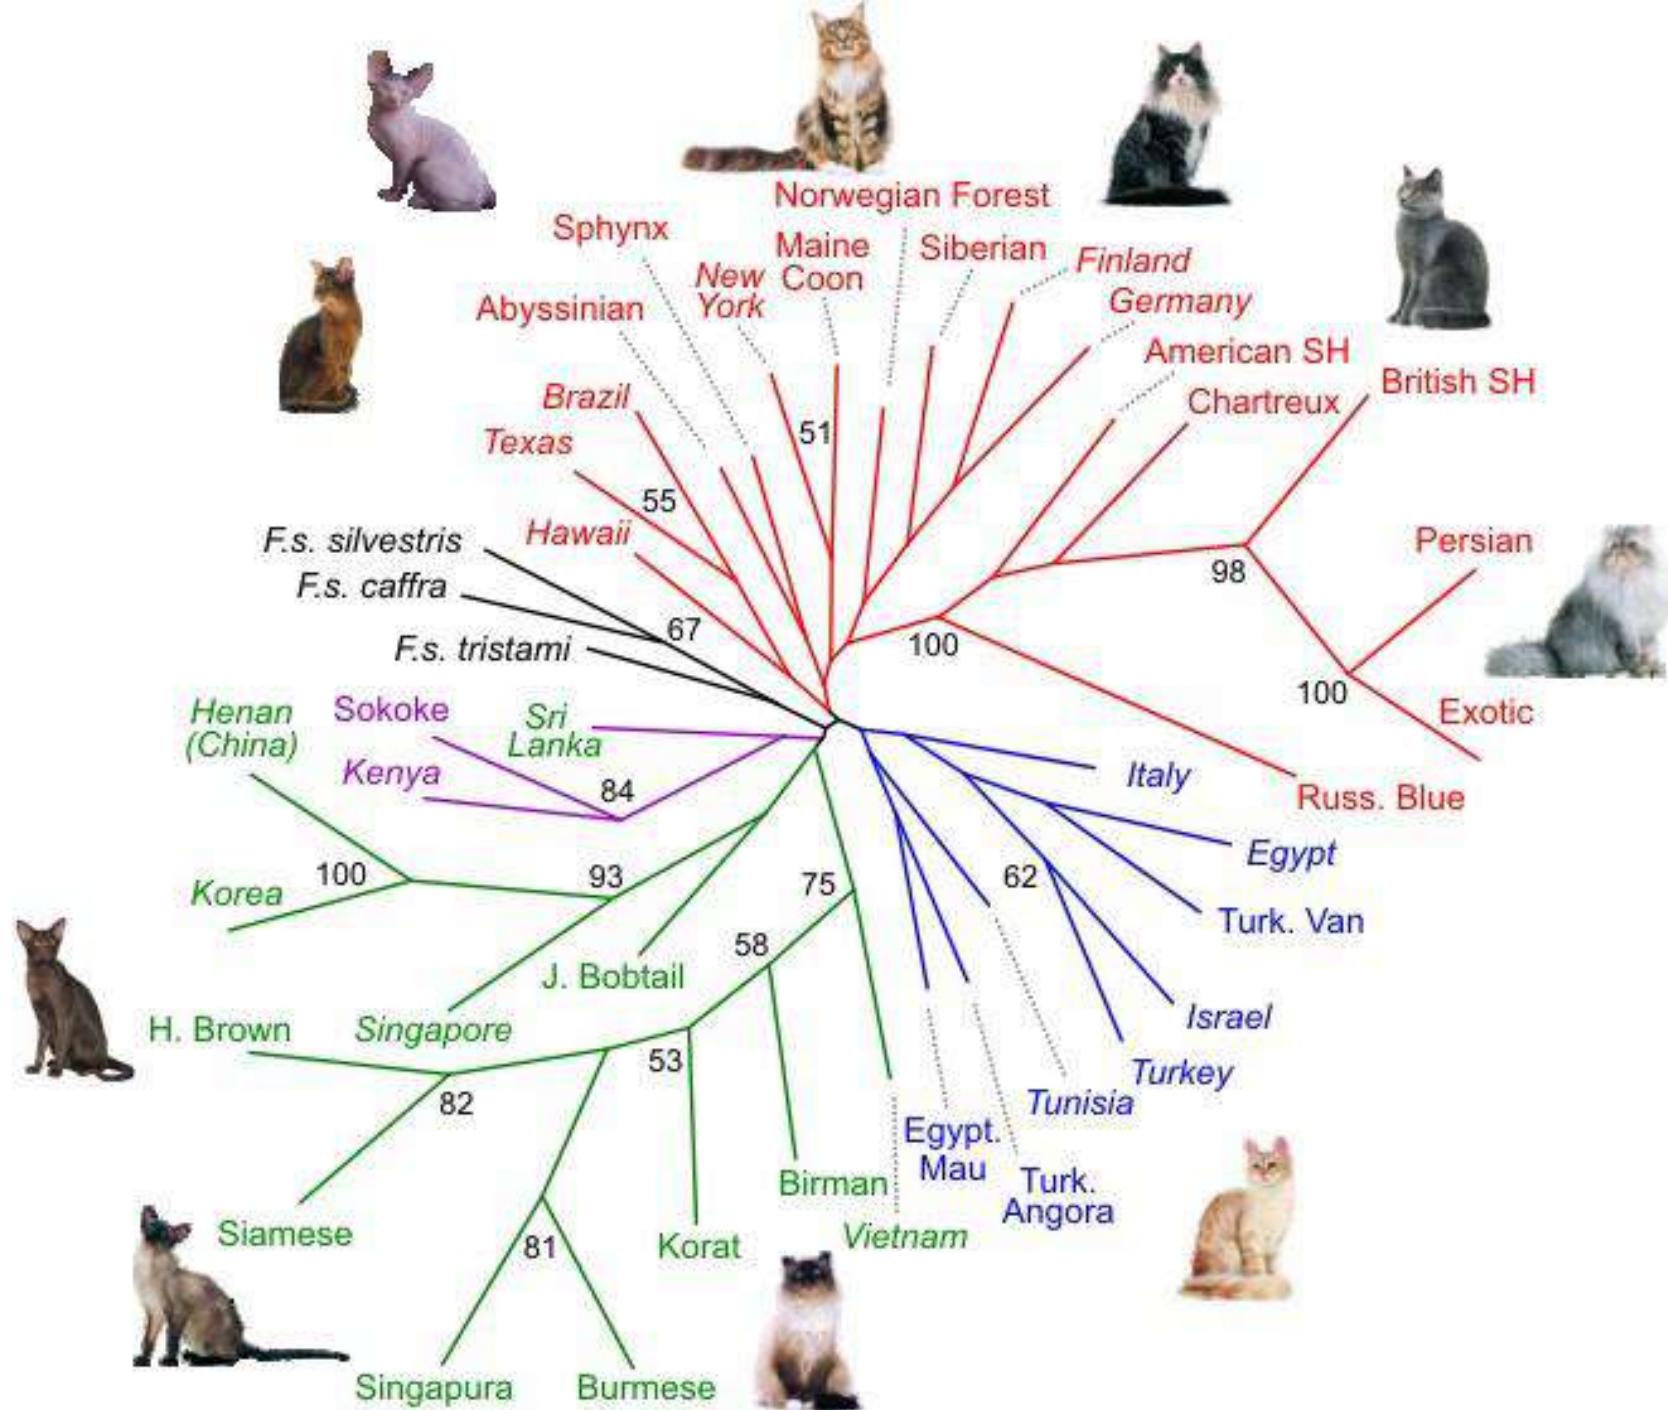 Norwegian Forest
Sphynx
Maine
Coon
Siberian
Finland
New
York
Abyssinian
Germany
American SH
British SH
Chartreux
Brazil
51
Texas
55
Hawaii
F.s. silvestris
Persian
98
F.s. caffra
67
F.s. tristami
100
100
Exotic
Henan
(China)
Sokoke
Sri
Lanka
Kenya
Italy
84
Russ. Blue
Egypt
100
93
75
62
Korea
Turk. Van
58
J. Bobtail
H. Brown
Singapore
Israel
53
Turkey
82
Tunisia
Egypt.
Mau
Birman
Turk.
Angora
Siamese
81
Korat
Vietnam
Singapura
Burmese